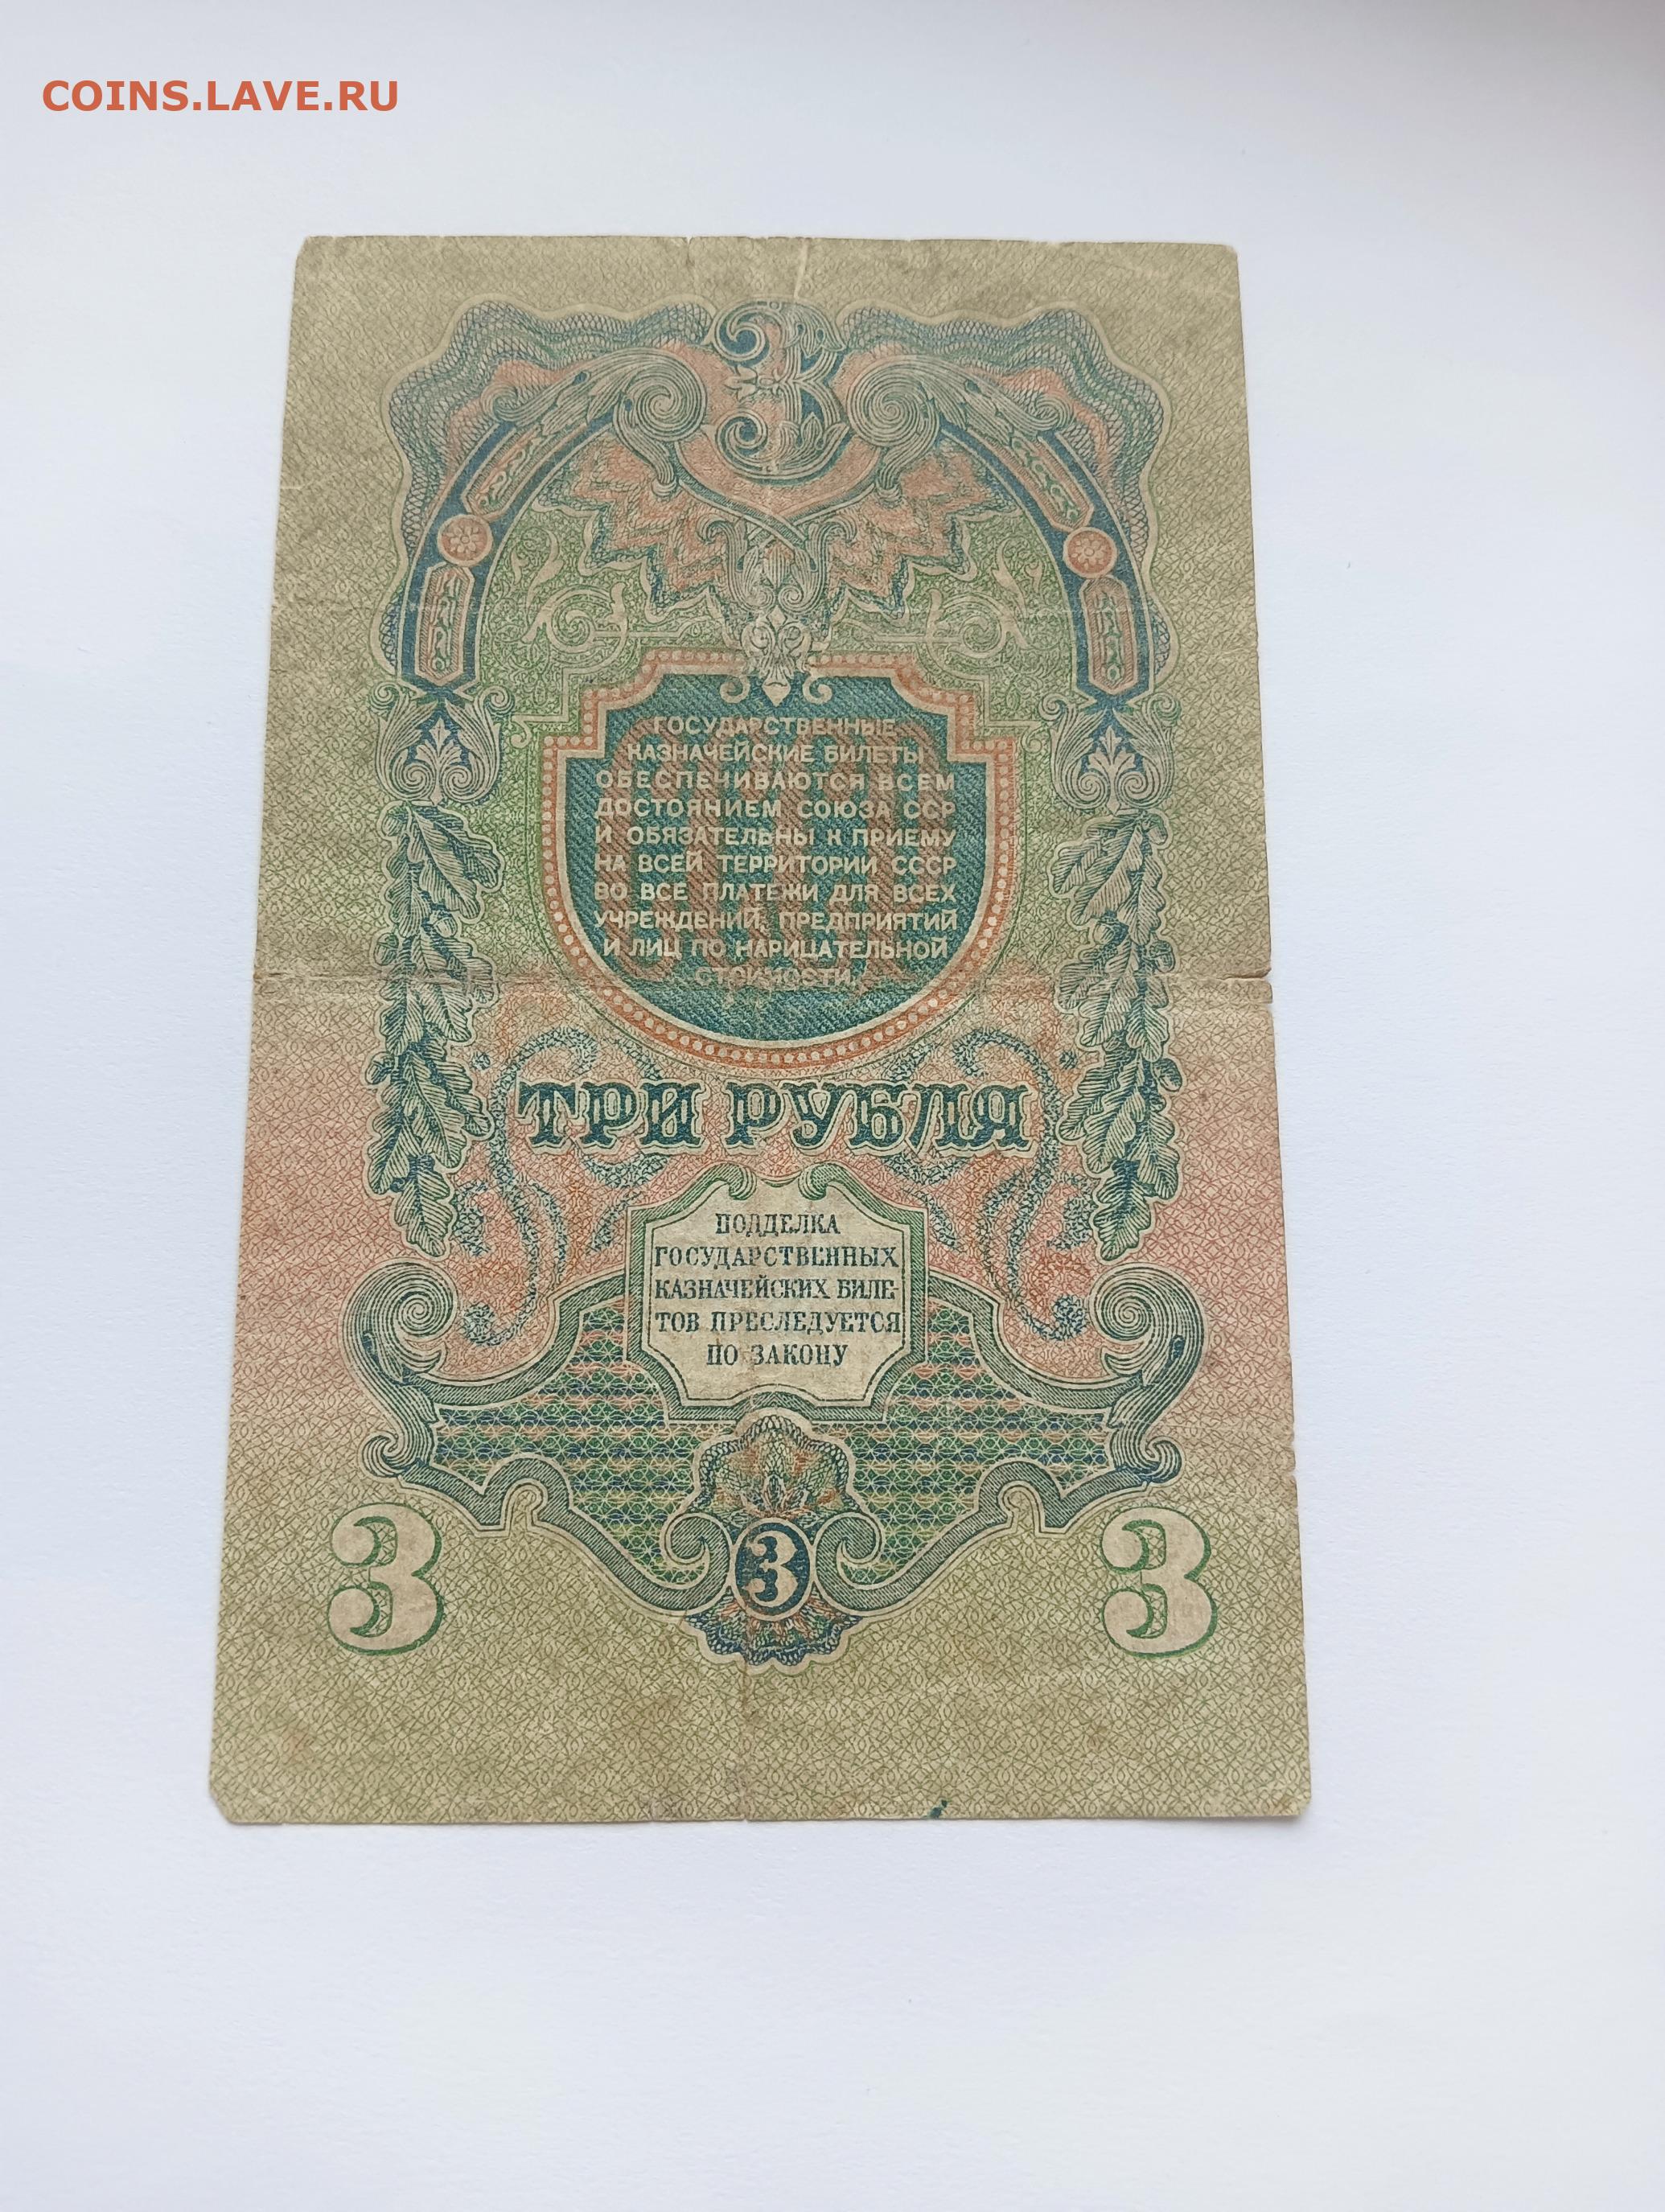 COINS.LAVE.RU
3
ГОСУДАРСТВЕННЫЕ
КАЗНАЧЕЙСКИЕ БИЛЕТЫ
ОБЕСПЕЧИВАЮТСЯ ВСЕМ
ДОСТОЯНИЕМ СОЮЗА ССР
И ОБЯЗАТЕЛЬНЫ К ПРИЕМУ
НА ВСЕЙ ТЕРРИТОРИИ СССР
ВО ВСЕ ПЛАТЕЖИ ДЛЯ ВСЕХ
УЧРЕЖДЕНИЙ, ПРЕДПРИЯТИЙ
И ЛИЦ ПО НАРИЦАТЕЛЬНОЙ
СТОИМОСТИ.
ТРИ РУБЛЯ
ПОДДЕЛКА
ГОСУДАРСТВЕННЫХ
КАЗНАЧЕЙСКИХ БИЛЕ-
ТОВ ПРЕСЛЕДУЕТСЯ
ПО ЗАКОНУ
3 3 3